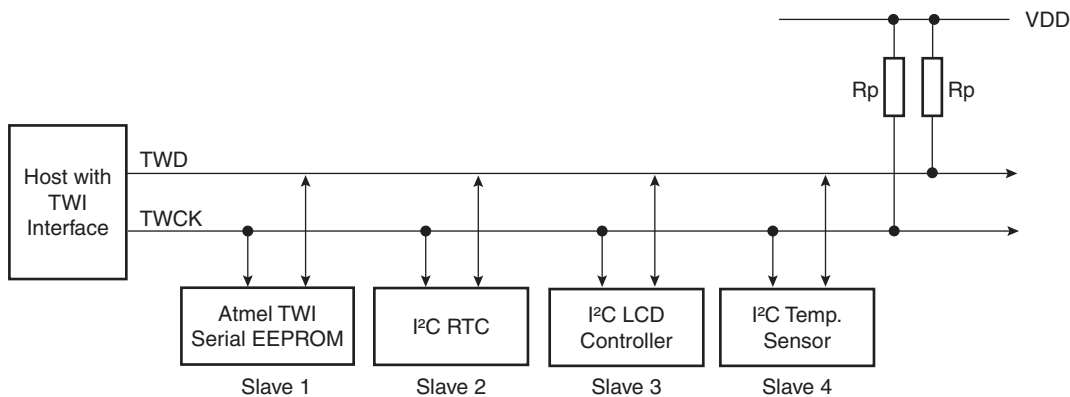 VDD
Rp
Rp
Host with
TWI
Interface
TWD
TWCK
Atmel TWI
Serial EEPROM
I²C RTC
I²C LCD
Controller
I²C Temp.
Sensor
Slave 1
Slave 2
Slave 3
Slave 4